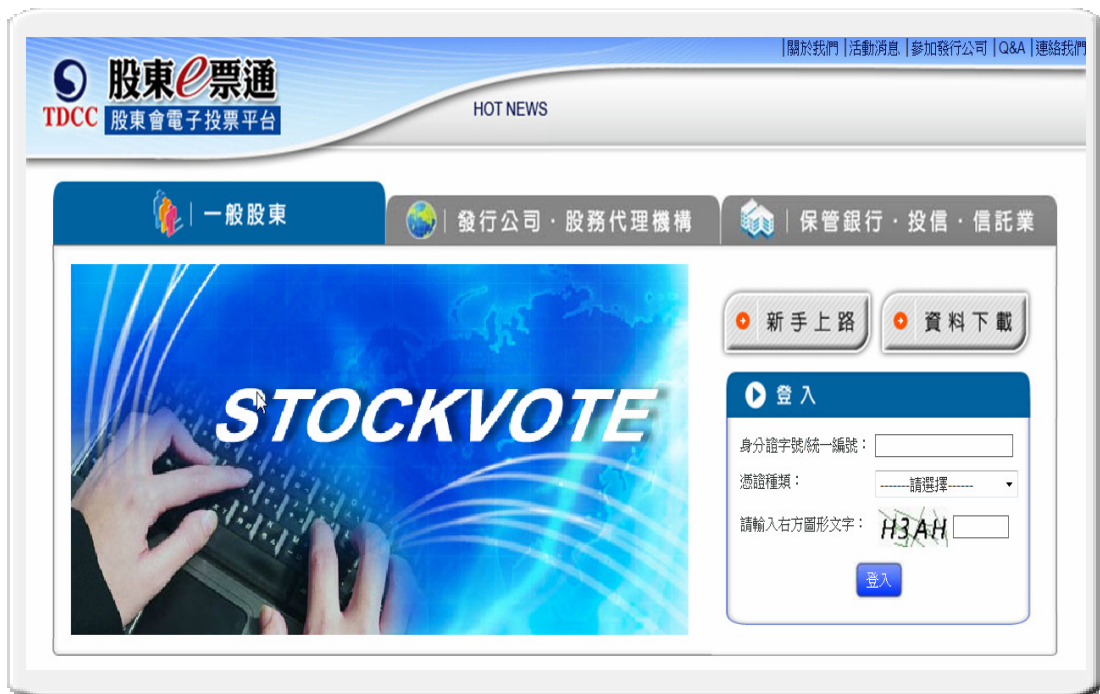 |關於我們 |活動消息 |參加發行公司 |Q&A |連絡我們
股東e票通
TDCC 股東會電子投票平台
HOT NEWS
一般股東
發行公司．股務代理機構
保管銀行．投信．信託業
STOCKVOTE
新手上路
資料下載
登入
身分證字號/統一編號：
憑證種類：
-------請選擇------
請輸入右方圖形文字：
H3AH
登入